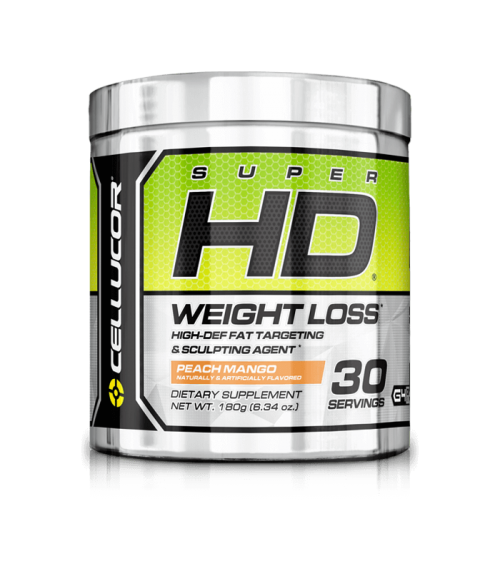 CELLUCOR®
SUPER
HD®
WEIGHT LOSS*
HIGH-DEF FAT TARGETING
& SCULPTING AGENT*
PEACH MANGO
NATURALLY & ARTIFICIALLY FLAVORED
DIETARY SUPPLEMENT
NET WT. 180g (6.34 oz.)
30
SERVINGS
G4